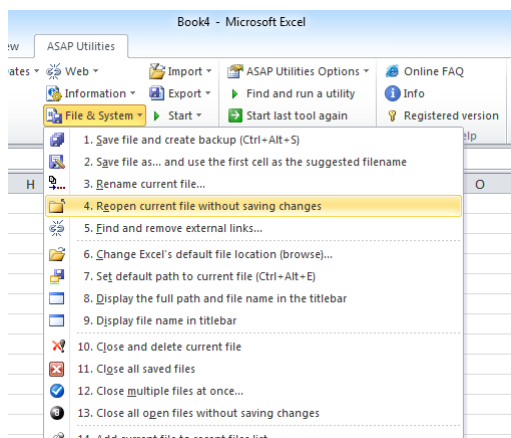 Book4 - Microsoft Excel
ew ASAP Utilities
ates Web Import ASAP Utilities Options Online FAQ
Information Export Find and run a utility Info
File & System Start Start last tool again Registered version
elp
1. Save file and create backup (Ctrl+Alt+S)
2. Save file as... and use the first cell as the suggested filename
H 3. Rename current file... O
4. Reopen current file without saving changes
5. Find and remove external links...
6. Change Excel's default file location (browse)...
7. Set default path to current file (Ctrl+Alt+E)
8. Display the full path and file name in the titlebar
9. Display file name in titlebar
10. Close and delete current file
11. Close all saved files
12. Close multiple files at once...
13. Close all open files without saving changes
14. Add current file to recent files list